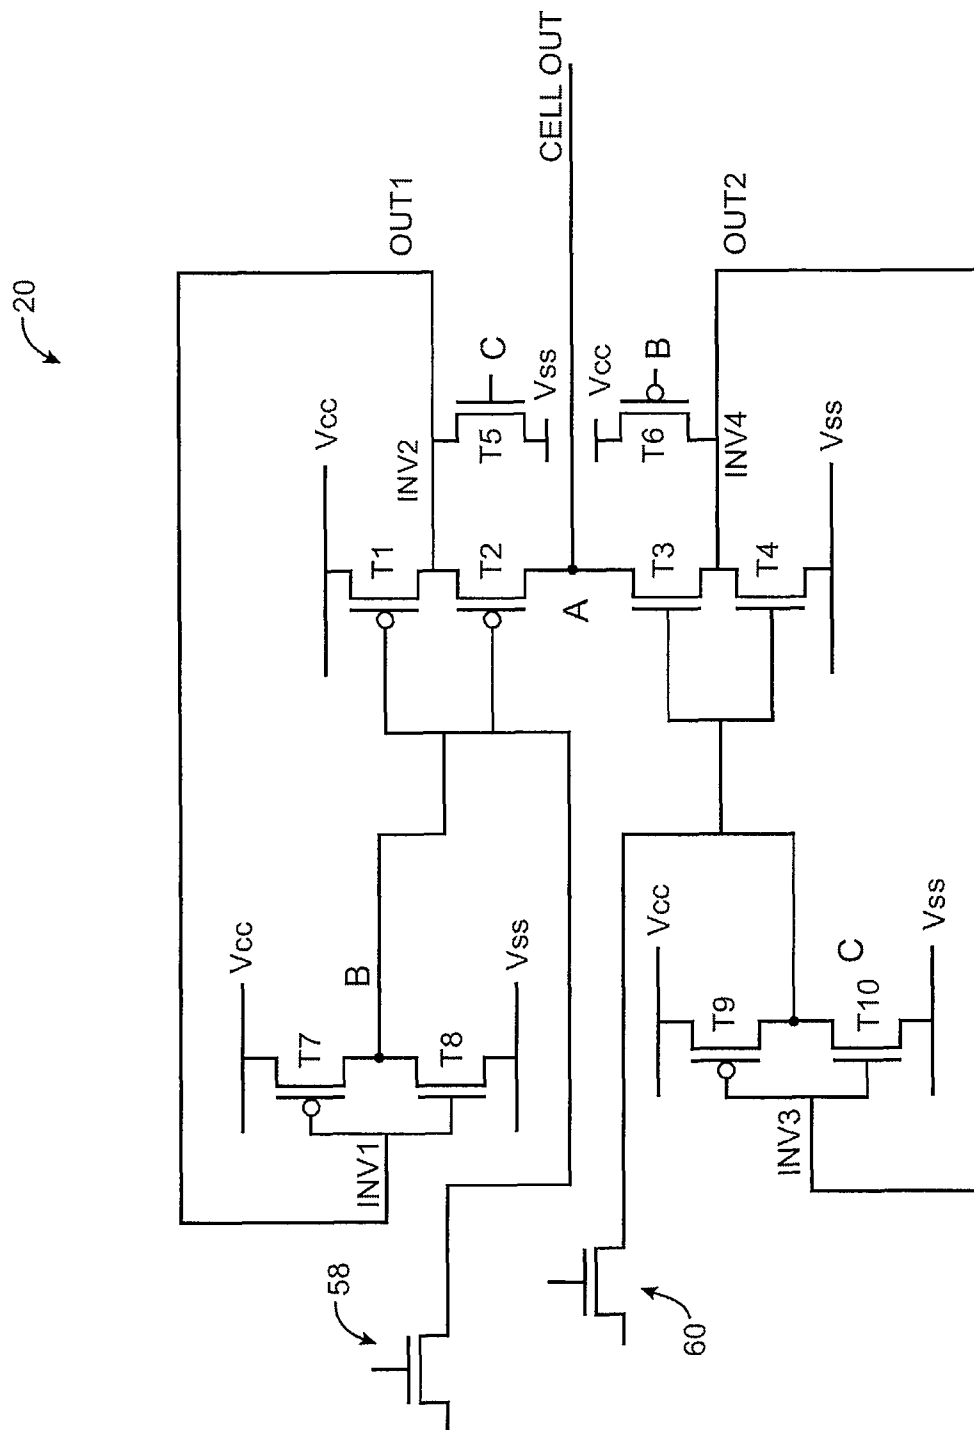 20
OUT1
CELL OUT
OUT2
Vcc
INV2
T1
T5
C
Vss
T2
A
Vcc
T6
B
T3
INV4
T4
Vss
Vcc
T7
B
T8
Vss
INV1
58
Vcc
T9
C
T10
Vss
INV3
60